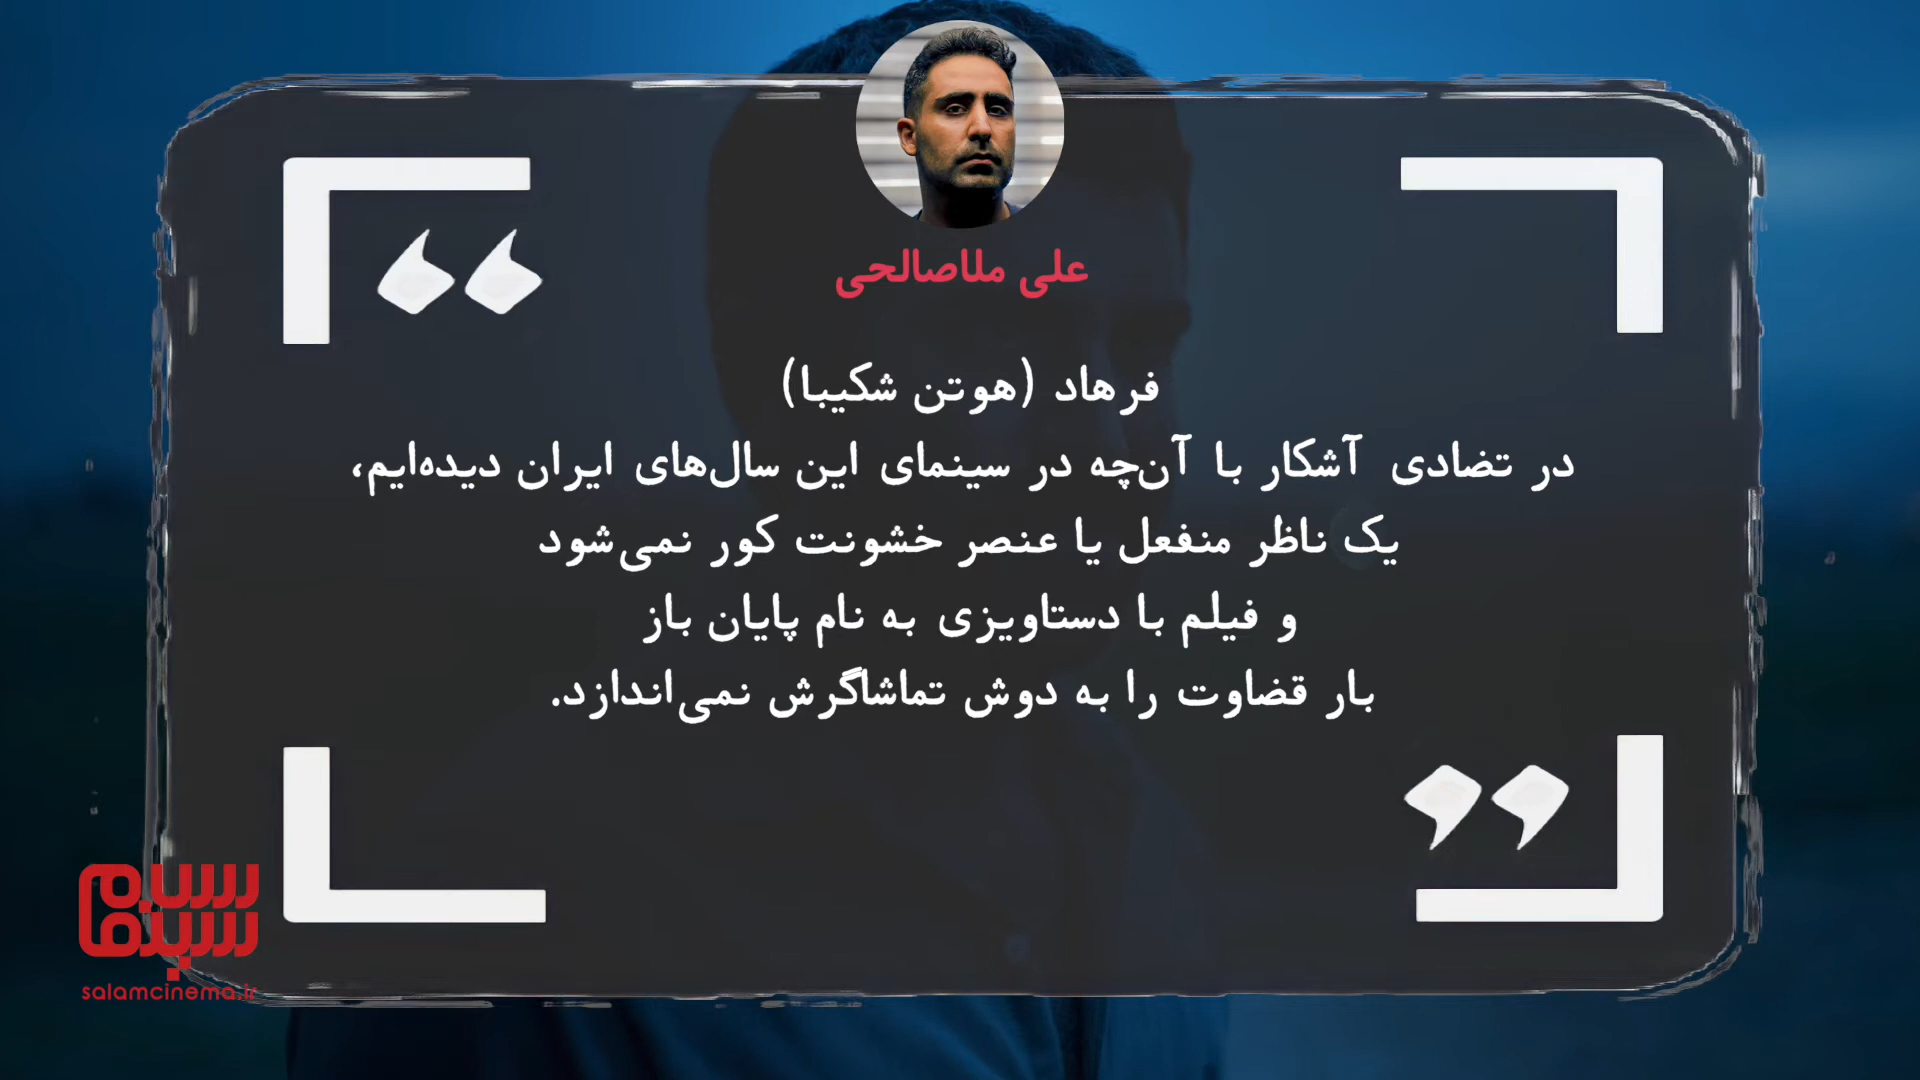 علی ملاصالحی
فرهاد (هوتن شکیبا)
در تضادی آشکار با آن‌چه در سینمای این سال‌های ایران دیده‌ایم،
یک ناظر منفعل یا عنصر خشونت کور نمی‌شود
و فیلم با دستاویزی به نام پایان باز
بار قضاوت را به دوش تماشاگرش نمی‌اندازد.
سلام
سینما
salamcinema.ir